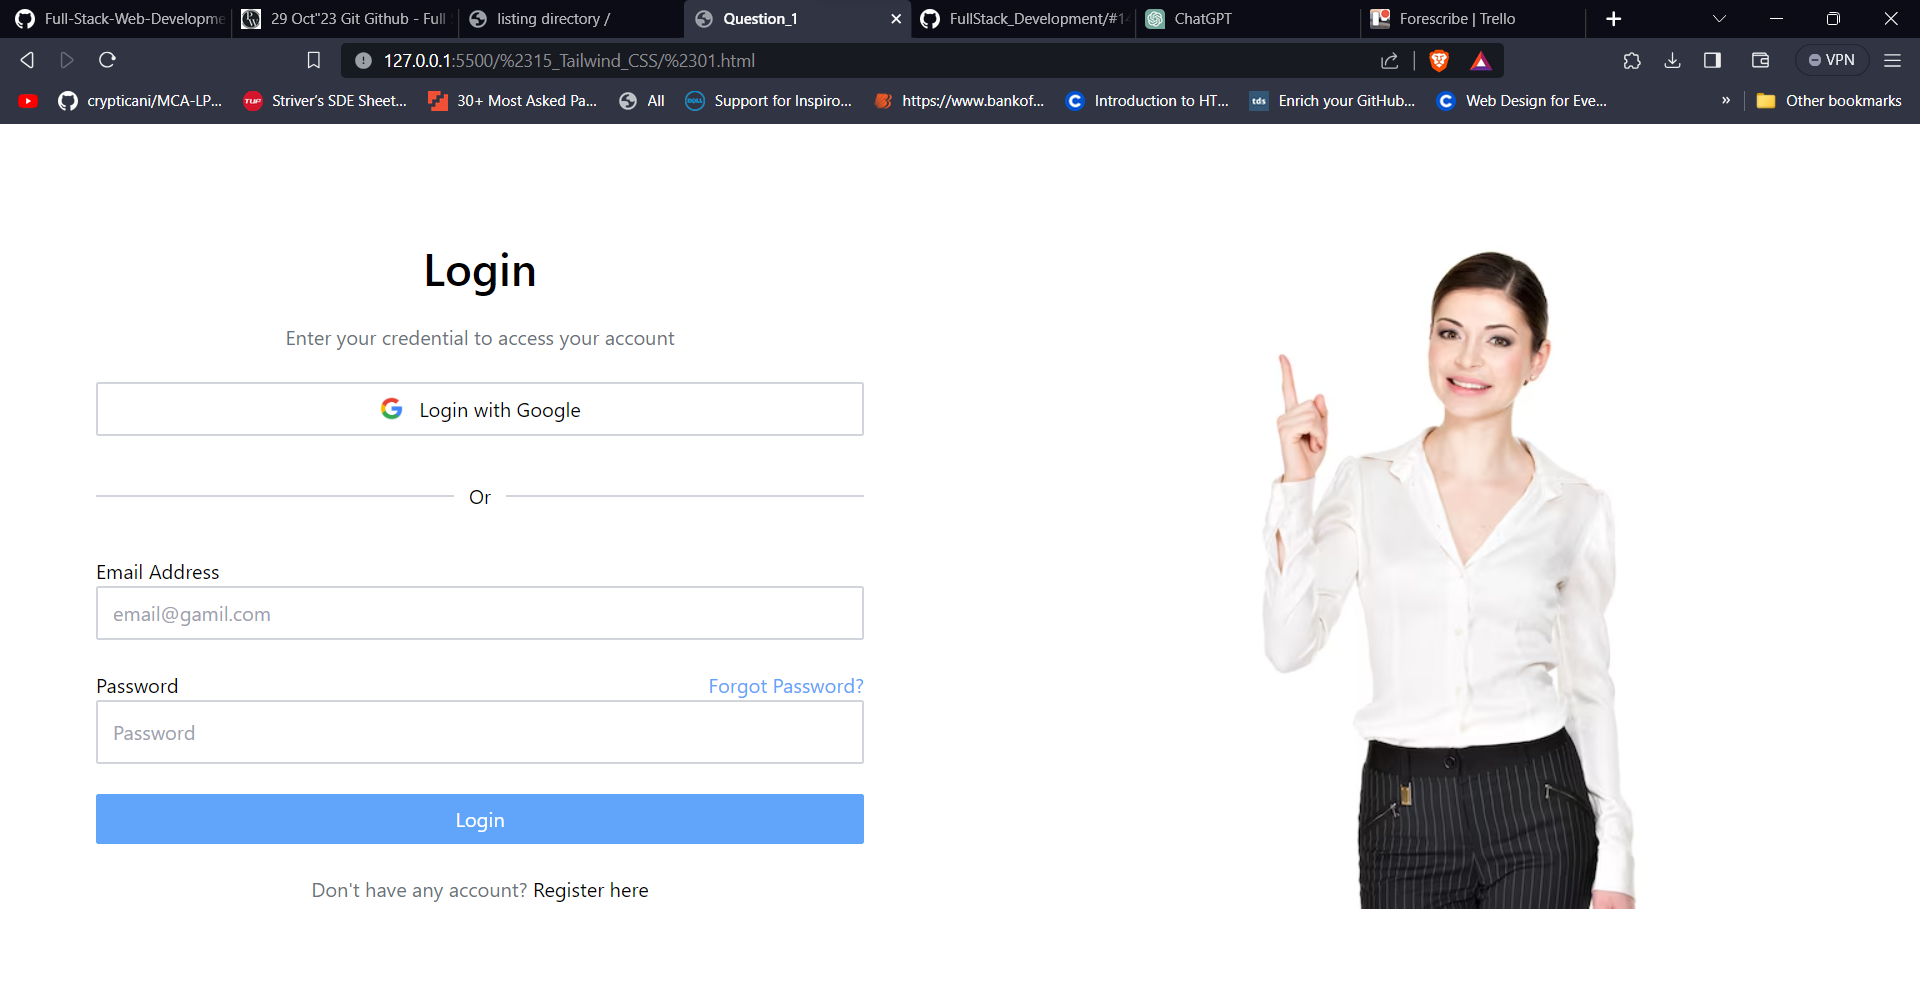 Full-Stack-Web-Developme
29 Oct"23 Git Github - Full
listing directory /
Question_1
FullStack_Development/#14
ChatGPT
Forescribe | Trello
127.0.0.1:5500/%2315_Tailwind_CSS/%2301.html
VPN
crypticani/MCA-LP...
TUF
Striver's SDE Sheet...
30+ Most Asked Pa...
All
DELL
Support for Inspiro...
https://www.bankof...
C
Introduction to HT...
tds
Enrich your GitHub...
C
Web Design for Eve...
»
Other bookmarks
Login
Enter your credential to access your account
Login with Google
Or
Email Address
email@gamil.com
Password
Forgot Password?
Password
Login
Don't have any account? Register here